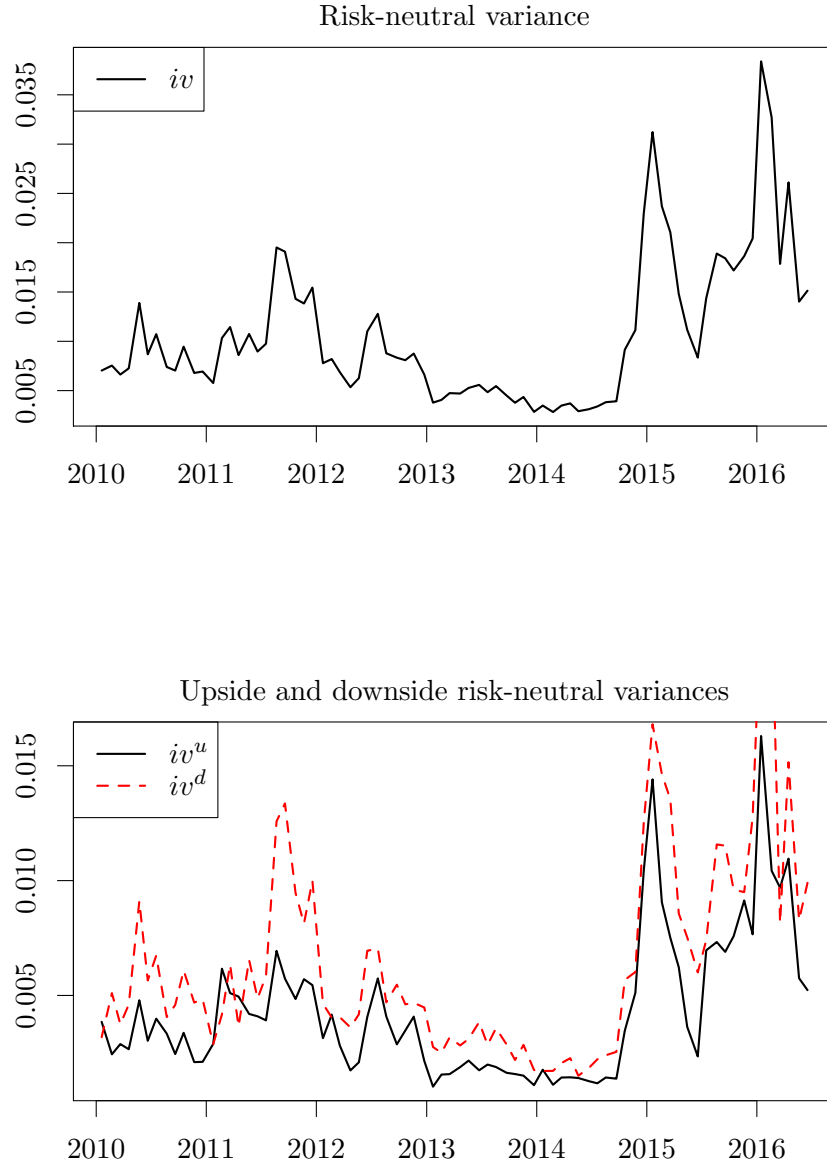 Risk-neutral variance
iv
0.035
0.025
0.015
0.005
2010 2011 2012 2013 2014 2015 2016
Upside and downside risk-neutral variances
iv^u
iv^d
0.015
0.010
0.005
2010 2011 2012 2013 2014 2015 2016